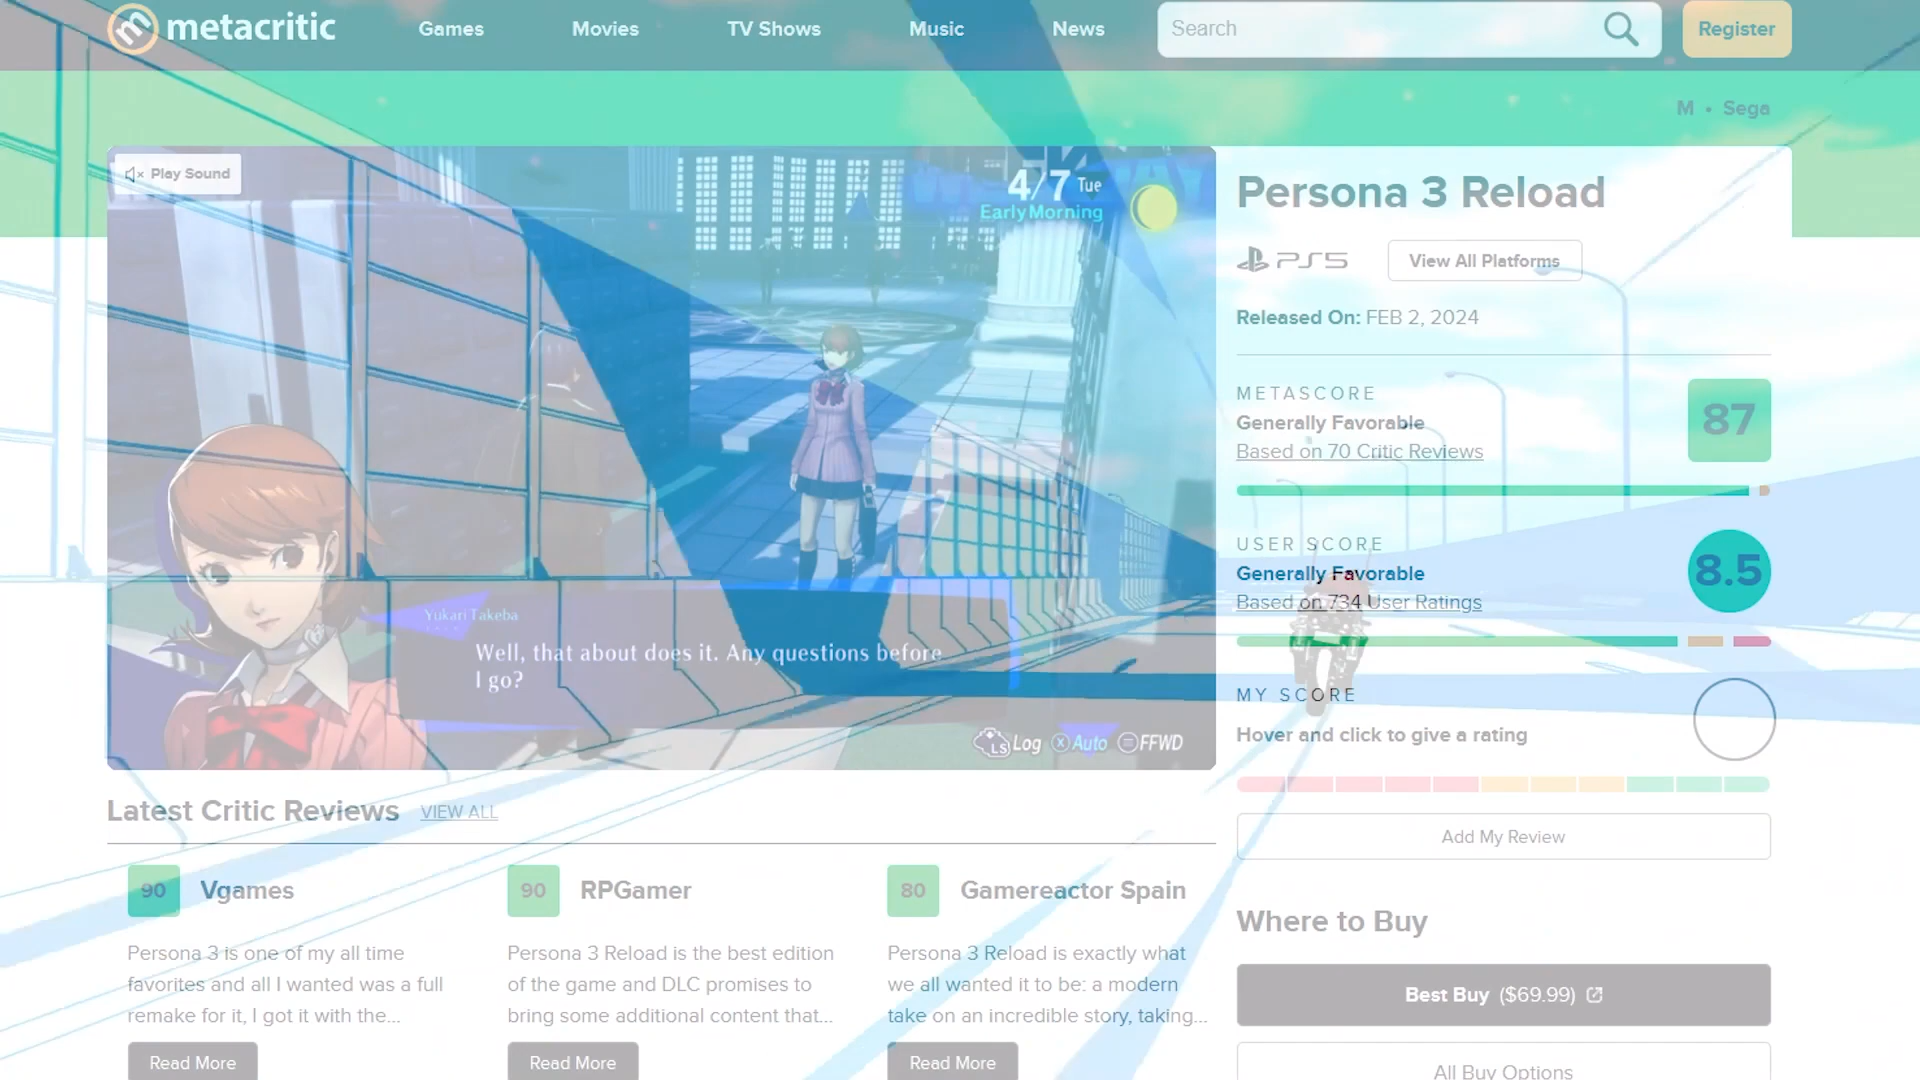 metacritic
Games
Movies
TV Shows
Music
News
Search
Register
M • Sega
Play Sound
4/7 Tue
Early Morning
Persona 3 Reload
PS5
View All Platforms
Released On: FEB 2, 2024
METASCORE
Generally Favorable
87
Based on 70 Critic Reviews
USER SCORE
Generally Favorable
8.5
Based on 734 User Ratings
Yukari Takeba
Well, that about does it. Any questions before
I go?
LS Log X Auto FFWD
MY SCORE
Hover and click to give a rating
Add My Review
Latest Critic Reviews
VIEW ALL
90 Vgames
Persona 3 is one of my all time
favorites and all I wanted was a full
remake for it, I got it with the...
Read More
90 RPGamer
Persona 3 Reload is the best edition
of the game and DLC promises to
bring some additional content that...
Read More
80 Gamereactor Spain
Persona 3 Reload is exactly what
we all wanted it to be: a modern
take on an incredible story, taking...
Read More
Where to Buy
Best Buy ($69.99)
All Buy Options